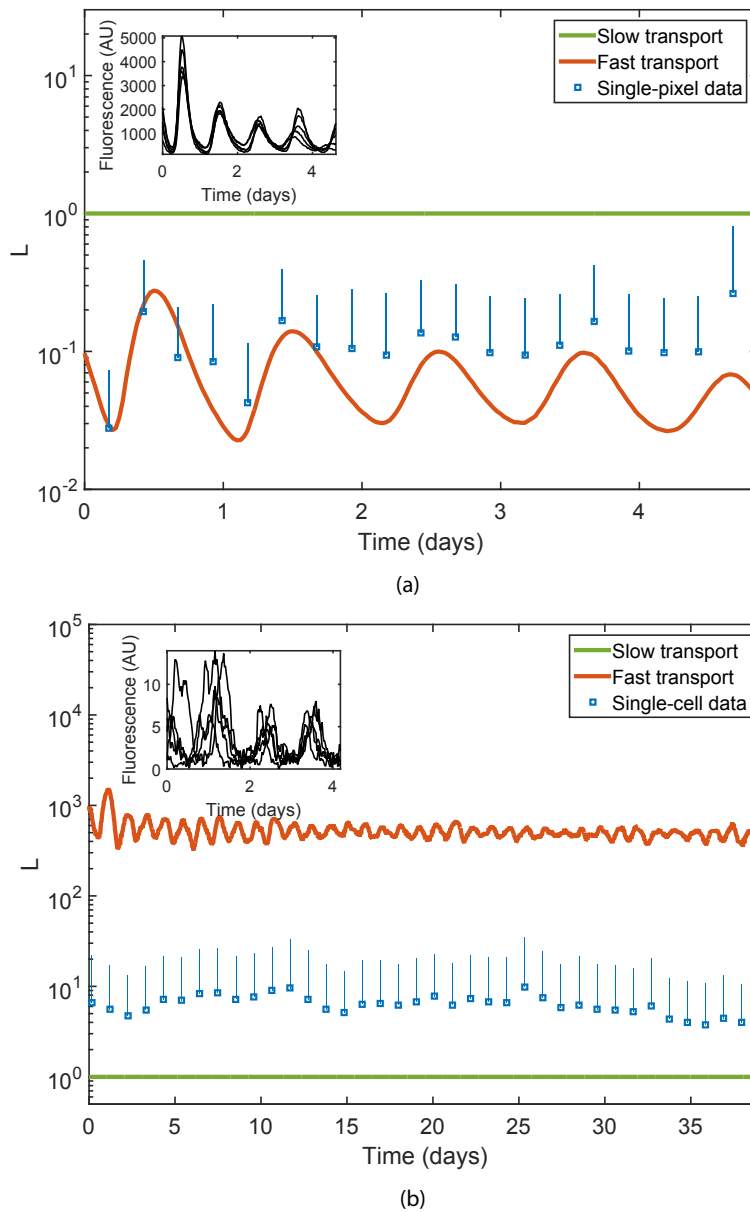 10^1
10^0
10^-1
10^-2
L
0
1
2
3
4
Time (days)
Slow transport
Fast transport
Single-pixel data
Fluorescence (AU)
5000
4000
3000
2000
1000
0
2
4
Time (days)
(a)
10^5
10^4
10^3
10^2
10^1
10^0
L
0
5
10
15
20
25
30
35
Time (days)
Slow transport
Fast transport
Single-cell data
Fluorescence (AU)
10
5
0
0
2
4
Time (days)
(b)